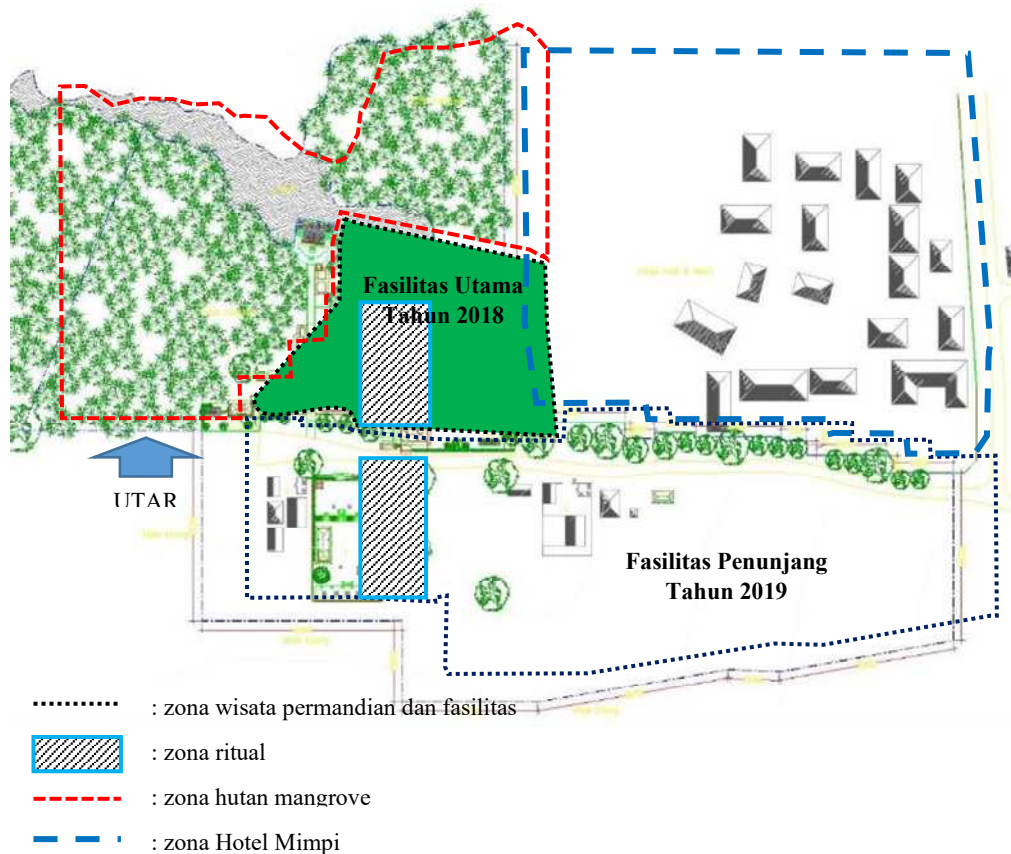 Fasilitas Utama
Tahun 2018
UTAR
Fasilitas Penunjang
Tahun 2019
: zona wisata permandian dan fasilitas
: zona ritual
: zona hutan mangrove
: zona Hotel Mimpi